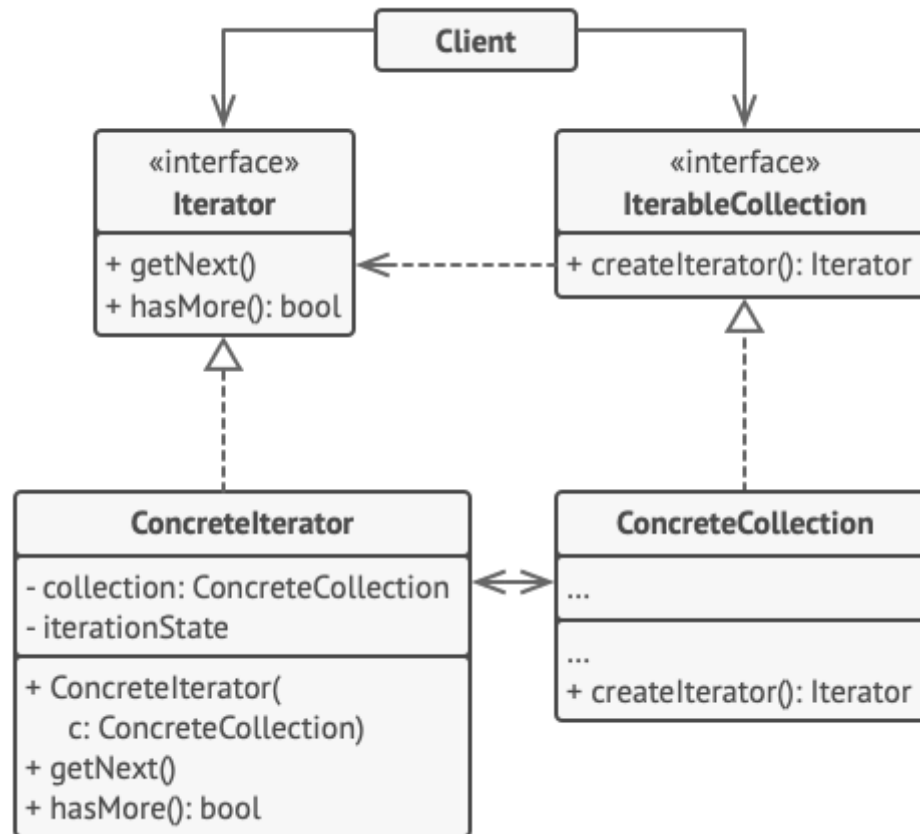 Client
«interface»
Iterator
+ getNext()
+ hasMore(): bool
«interface»
IterableCollection
+ createIterator(): Iterator
ConcreteIterator
- collection: ConcreteCollection
- iterationState
+ ConcreteIterator(
c: ConcreteCollection)
+ getNext()
+ hasMore(): bool
ConcreteCollection
...
...
+ createIterator(): Iterator